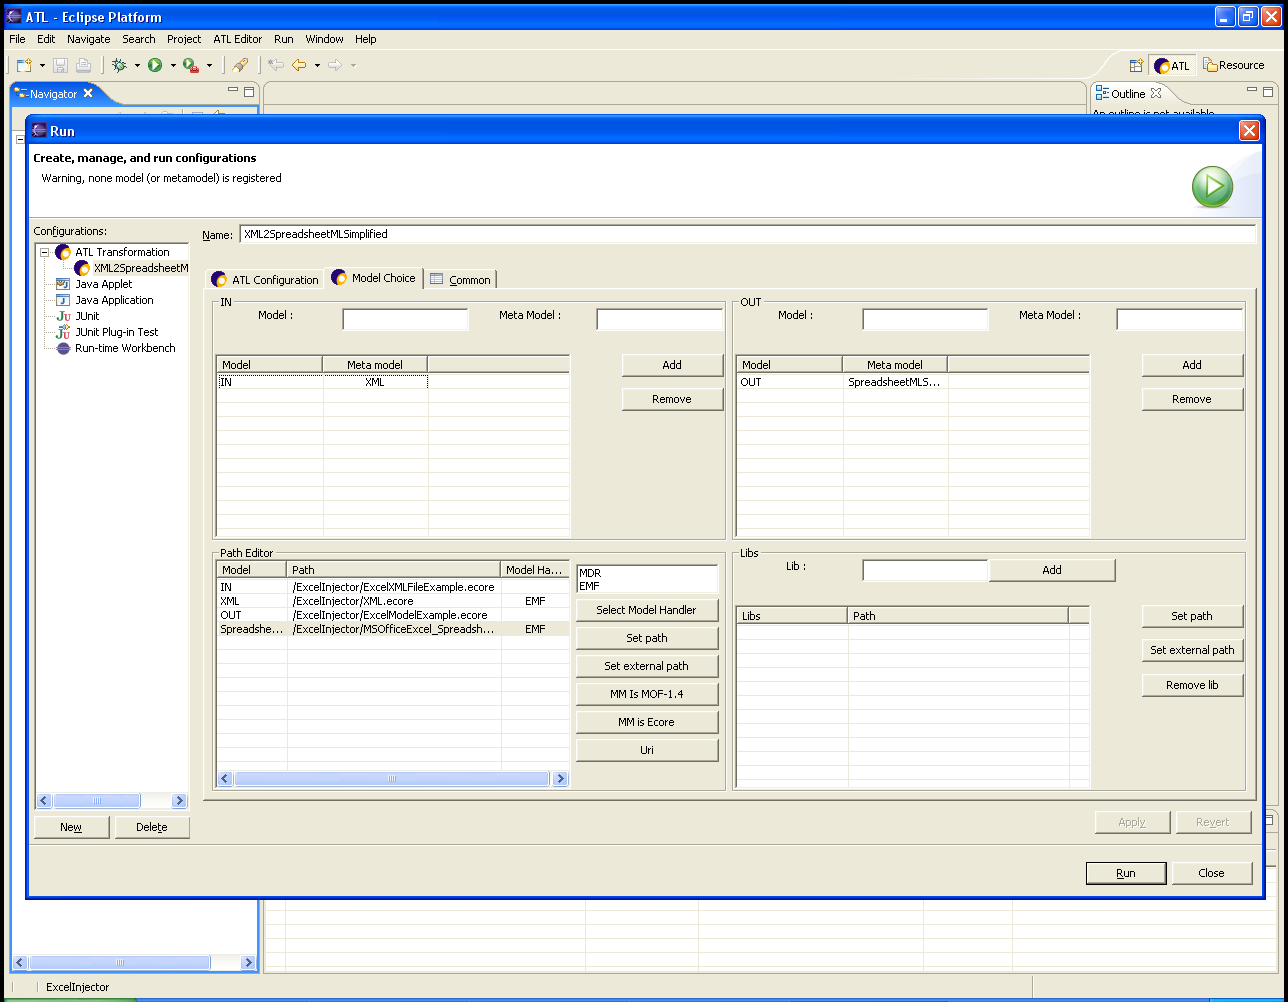 ATL - Eclipse Platform
File Edit Navigate Search Project ATL Editor Run Window Help
ATL Resource
Navigator Outline
An outline is not available.
Run
Create, manage, and run configurations
Warning, none model (or metamodel) is registered
Configurations:
ATL Transformation
XML2SpreadsheetM
Java Applet
Java Application
JUnit
JUnit Plug-in Test
Run-time Workbench
New Delete
Name: XML2SpreadsheetMLSimplified
ATL Configuration Model Choice Common
IN
Model : Meta Model :
Model Meta model Add
IN XML
Remove
OUT
Model : Meta Model :
Model Meta model Add
OUT SpreadsheetMLS...
Remove
Path Editor
Model Path Model Ha...
IN /ExcelInjector/ExcelXMLFileExample.ecore
XML /ExcelInjector/XML.ecore EMF
OUT /ExcelInjector/ExcelModelExample.ecore
Spreadshe... /ExcelInjector/MSOfficeExcel_Spreadsh... EMF
MDR
EMF
Select Model Handler
Set path
Set external path
MM Is MOF-1.4
MM is Ecore
Uri
Libs
Lib : Add
Libs Path
Set path
Set external path
Remove lib
Apply Revert
Run Close
ExcelInjector